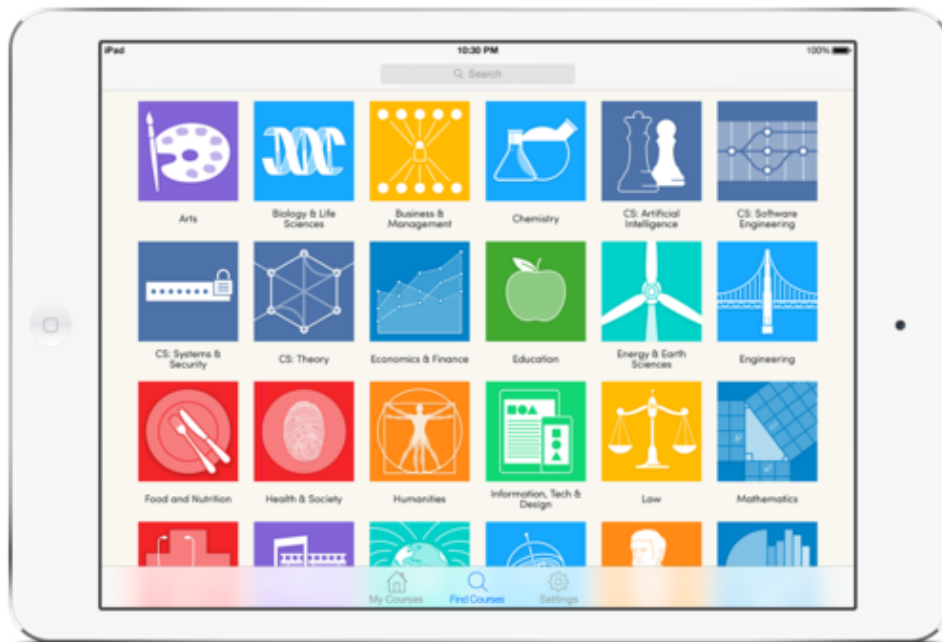 iPad 10:30 PM 100%
Search
Arts
Biology & Life
Sciences
Business &
Management
Chemistry
CS: Artificial
Intelligence
CS: Software
Engineering
CS: Systems &
Security
CS: Theory
Economics & Finance
Education
Energy & Earth
Sciences
Engineering
Food and Nutrition
Health & Society
Humanities
Information, Tech &
Design
Law
Mathematics
My Courses
Find Courses
Settings